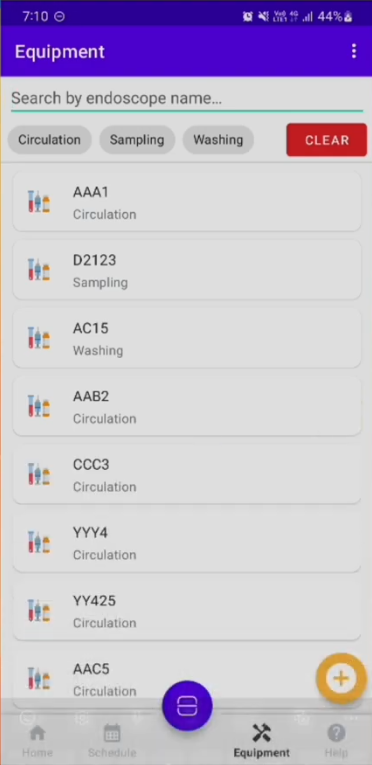 7:10
44%
Equipment
Search by endoscope name...
Circulation
Sampling
Washing
CLEAR
AAA1
Circulation
D2123
Sampling
AC15
Washing
AAB2
Circulation
CCC3
Circulation
YYY4
Circulation
YY425
Circulation
AAC5
Circulation
Home
Schedule
Equipment
Help